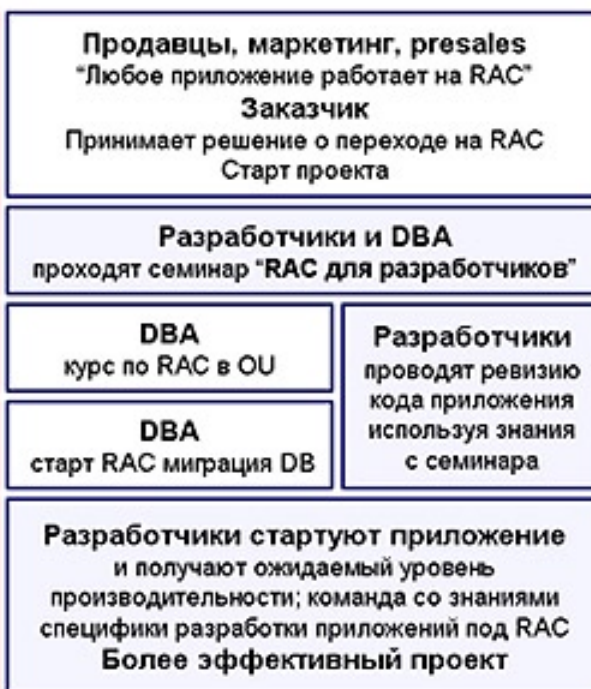 Продавцы, маркетинг, presales
“Любое приложение работает на RAC”
Заказчик
Принимает решение о переходе на RAC
Старт проекта
Разработчики и DBA
проходят семинар “RAC для разработчиков”
DBA
курс по RAC в OU
DBA
старт RAC миграция DB
Разработчики
проводят ревизию
кода приложения
используя знания
с семинара
Разработчики стартуют приложение
и получают ожидаемый уровень
производительности; команда со знаниями
специфики разработки приложений под RAC
Более эффективный проект